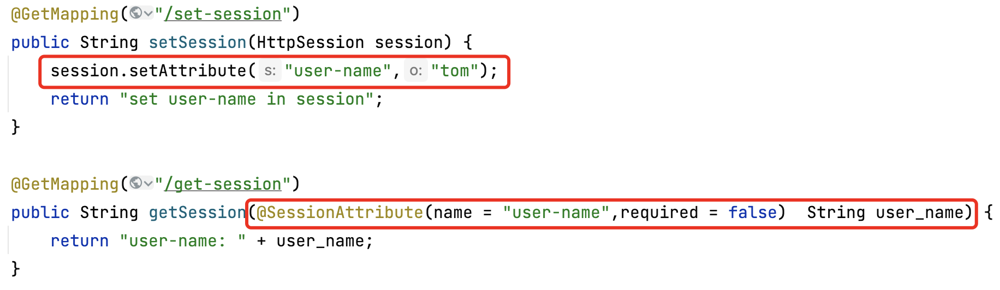 @GetMapping("/set-session")
public String setSession(HttpSession session) {
session.setAttribute( s: "user-name", o: "tom");
return "set user-name in session";
}
@GetMapping("/get-session")
public String getSession(@SessionAttribute(name = "user-name",required = false)  String user_name) {
return "user-name: " + user_name;
}